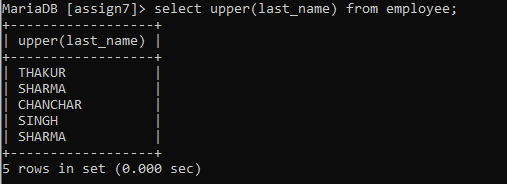 MariaDB [assign7]> select upper(last_name) from employee;
+------------------+
| upper(last_name) |
+------------------+
| THAKUR           |
| SHARMA           |
| CHANCHAR         |
| SINGH            |
| SHARMA           |
+------------------+
5 rows in set (0.000 sec)